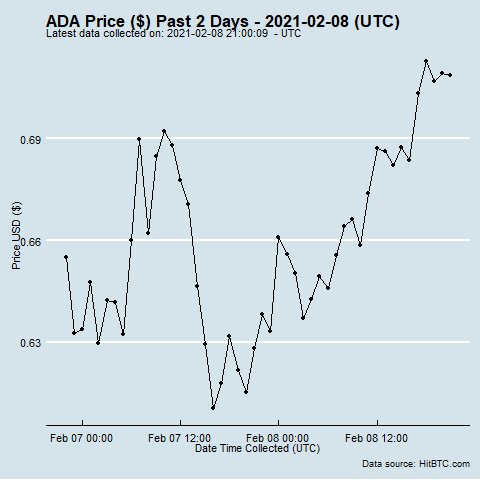 ADA Price ($) Past 2 Days - 2021-02-08 (UTC)
Latest data collected on: 2021-02-08 21:00:09 - UTC
0.69
0.66
0.63
Price USD ($)
Feb 07 00:00
Feb 07 12:00
Feb 08 00:00
Feb 08 12:00
Date Time Collected (UTC)
Data source: HitBTC.com